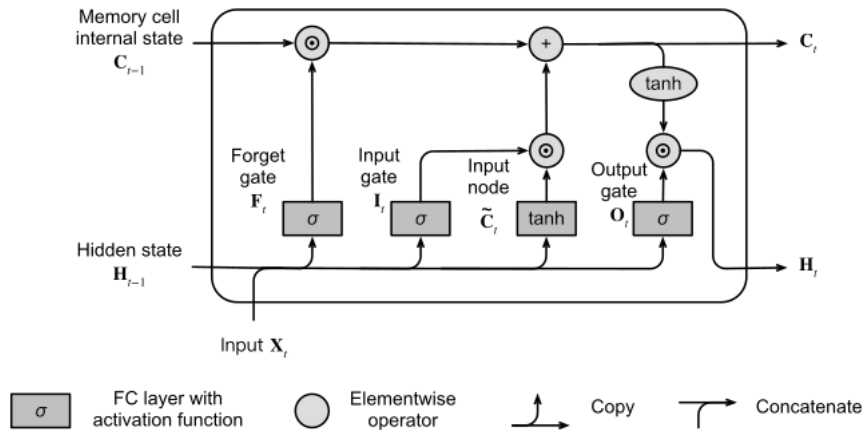 Memory cell
internal state
C_{t-1}
C_t
tanh
+
Forget
gate
F_t
Input
gate
I_t
Input
node
C̃_t
Output
gate
O_t
σ
σ
tanh
σ
Hidden state
H_{t-1}
H_t
Input X_t
σ
FC layer with
activation function
Elementwise
operator
Copy
Concatenate